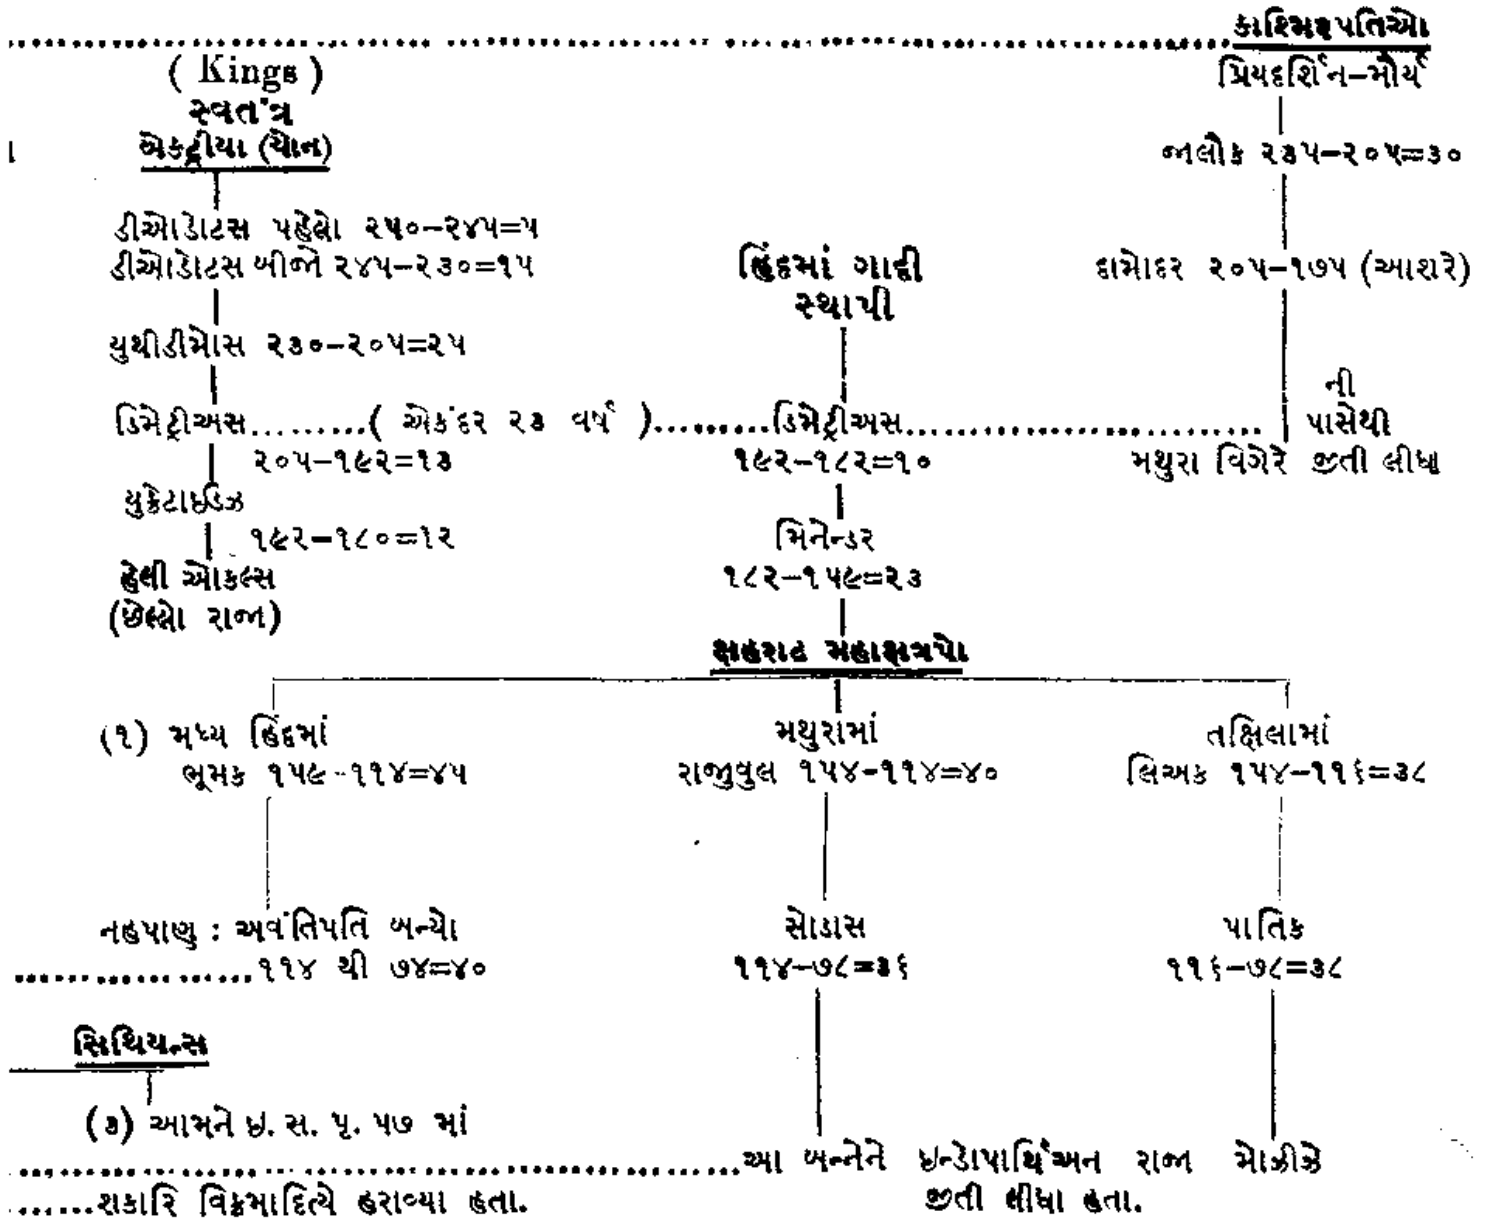 કાશ્મિરપતિઓ
( Kings )
પ્રિયદર્શિન–મૌર્ય
સ્વતંત્ર
બેકટ્રીયા (યોન)
જાલૌક ૨૩૫–૨૦૫=૩૦
ડીઓડોટસ પહેલો ૨૫૦–૨૪૫=૫
ડીઓડોટસ બીજો ૨૪૫–૨૩૦=૧૫
હિંદમાં ગાદી
દામોદર ૨૦૫–૧૭૫ (આશરે)
સ્થાપી
યુથીડીમોસ ૨૩૦–૨૦૫=૨૫
ની
ડિમેટ્રીઅસ.........( એકંદર ૨૩ વર્ષ ).........ડિમેટ્રીઅસ........................... પાસેથી
૨૦૫–૧૯૨=૧૩
૧૯૨–૧૮૨=૧૦
મથુરા વિગેરે જીતી લીધા
યુક્રેટાઇડિઝ
૧૯૨–૧૮૦=૧૨
મિનેન્ડર
હેલી ઓકલ્સ
૧૮૨–૧૫૯=૨૩
(છેલ્લો રાજા)
ક્ષહરાટ મહાક્ષત્રપો
(૧) મધ્ય હિંદમાં
મથુરામાં
તક્ષિલામાં
ભૂમક ૧૫૯–૧૧૪=૪૫
રાજુવુલ ૧૫૪–૧૧૪=૪૦
લિઅક ૧૫૪–૧૧૬=૩૮
નહપાણ : અવંતિપતિ બન્યો
સોડાસ
પાતિક
..................૧૧૪ થી ૭૪=૪૦
૧૧૪–૭૮=૩૬
૧૧૬–૭૮=૩૮
સિથિયન્સ
(૩) આમને ઇ. સ. પૂ. ૫૭ માં
..........આ બન્નેને ઇન્ડોપાર્થિઅન રાજા મોઝીઝે
......શકારિ વિક્રમાદિત્યે હરાવ્યા હતા.
જીતી લીધા હતા.